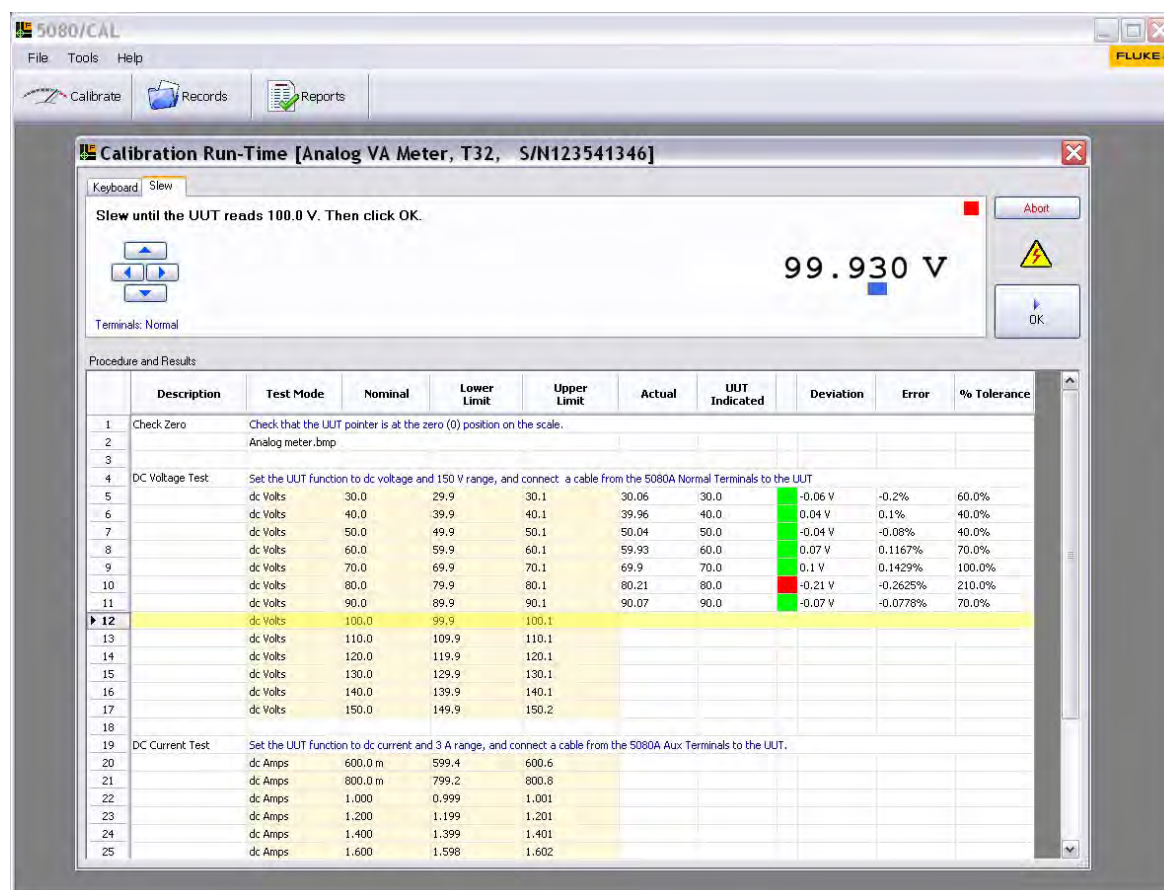 5080/CAL
File Tools Help
FLUKE
Calibrate Records Reports
Calibration Run-Time [Analog VA Meter, T32, S/N123541346]
Keyboard Slew
Slew until the UUT reads 100.0 V. Then click OK.
Abort
99.930 V
Terminals: Normal
OK
Procedure and Results
Description Test Mode Nominal Lower Limit Upper Limit Actual UUT Indicated Deviation Error % Tolerance
1 Check Zero Check that the UUT pointer is at the zero (0) position on the scale.
2 Analog meter.bmp
3
4 DC Voltage Test Set the UUT function to dc voltage and 150 V range, and connect a cable from the 5080A Normal Terminals to the UUT
5 dc Volts 30.0 29.9 30.1 30.06 30.0 -0.06 V -0.2% 60.0%
6 dc Volts 40.0 39.9 40.1 39.96 40.0 0.04 V 0.1% 40.0%
7 dc Volts 50.0 49.9 50.1 50.04 50.0 -0.04 V -0.08% 40.0%
8 dc Volts 60.0 59.9 60.1 59.93 60.0 0.07 V 0.1167% 70.0%
9 dc Volts 70.0 69.9 70.1 69.9 70.0 0.1 V 0.1429% 100.0%
10 dc Volts 80.0 79.9 80.1 80.21 80.0 -0.21 V -0.2625% 210.0%
11 dc Volts 90.0 89.9 90.1 90.07 90.0 -0.07 V -0.0778% 70.0%
12 dc Volts 100.0 99.9 100.1
13 dc Volts 110.0 109.9 110.1
14 dc Volts 120.0 119.9 120.1
15 dc Volts 130.0 129.9 130.1
16 dc Volts 140.0 139.9 140.1
17 dc Volts 150.0 149.9 150.2
18
19 DC Current Test Set the UUT function to dc current and 3 A range, and connect a cable from the 5080A Aux Terminals to the UUT.
20 dc Amps 600.0 m 599.4 600.6
21 dc Amps 800.0 m 799.2 800.8
22 dc Amps 1.000 0.999 1.001
23 dc Amps 1.200 1.199 1.201
24 dc Amps 1.400 1.399 1.401
25 dc Amps 1.600 1.598 1.602